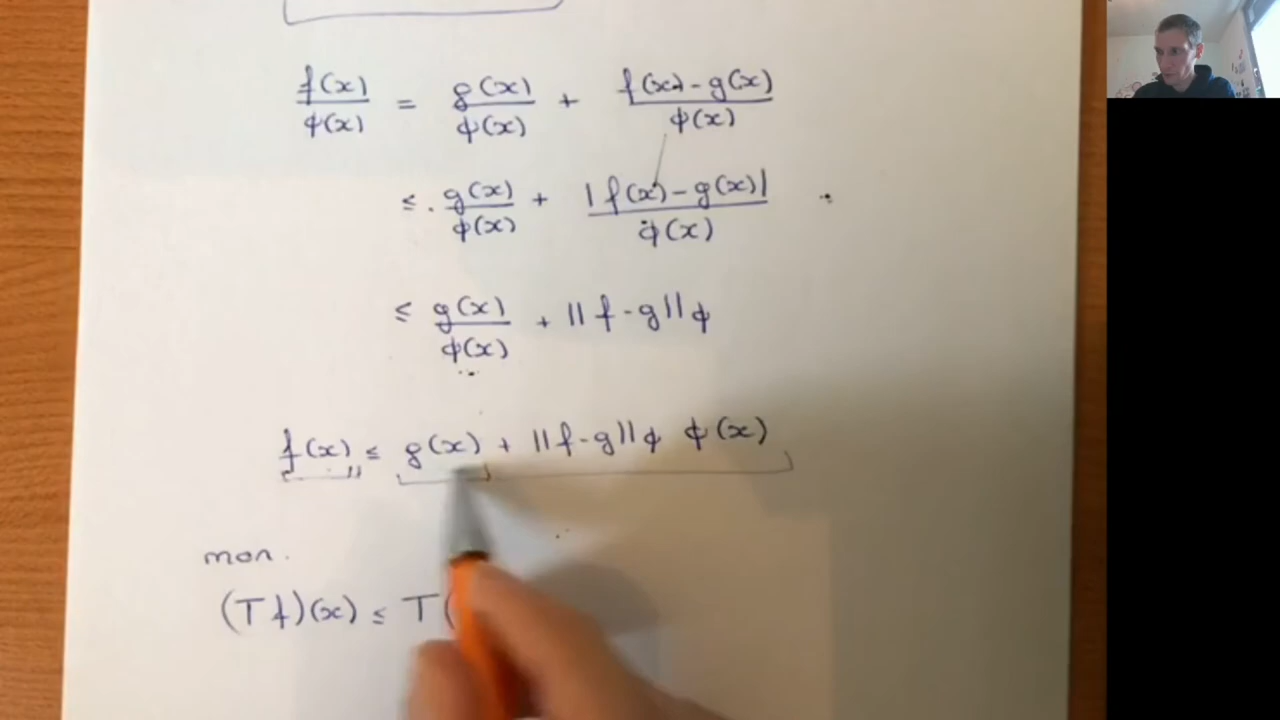 f(x)/φ(x) = g(x)/φ(x) + f(x) - g(x)/φ(x)
≤ g(x)/φ(x) + |f(x) - g(x)|/φ(x)
≤ g(x)/φ(x) + ||f - g||φ
f(x) ≤ g(x) + ||f - g||φ φ(x)
mon.
(Tf)(x) ≤ T(